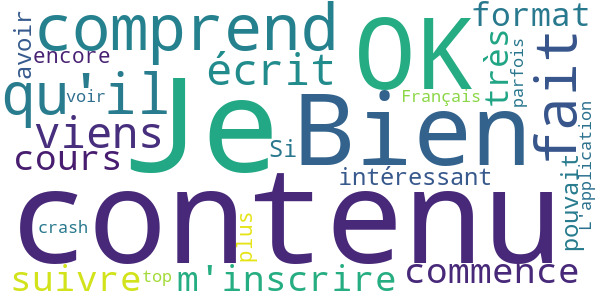 comprend
OK
format
avoir
encore
écrit
très
parfois
fait
qu'il
voir
Je
Français
viens
Si
Bien
cours
intéressant
pouvait
L'application
contenu
crash
plus
suivre
top
m'inscrire
commence